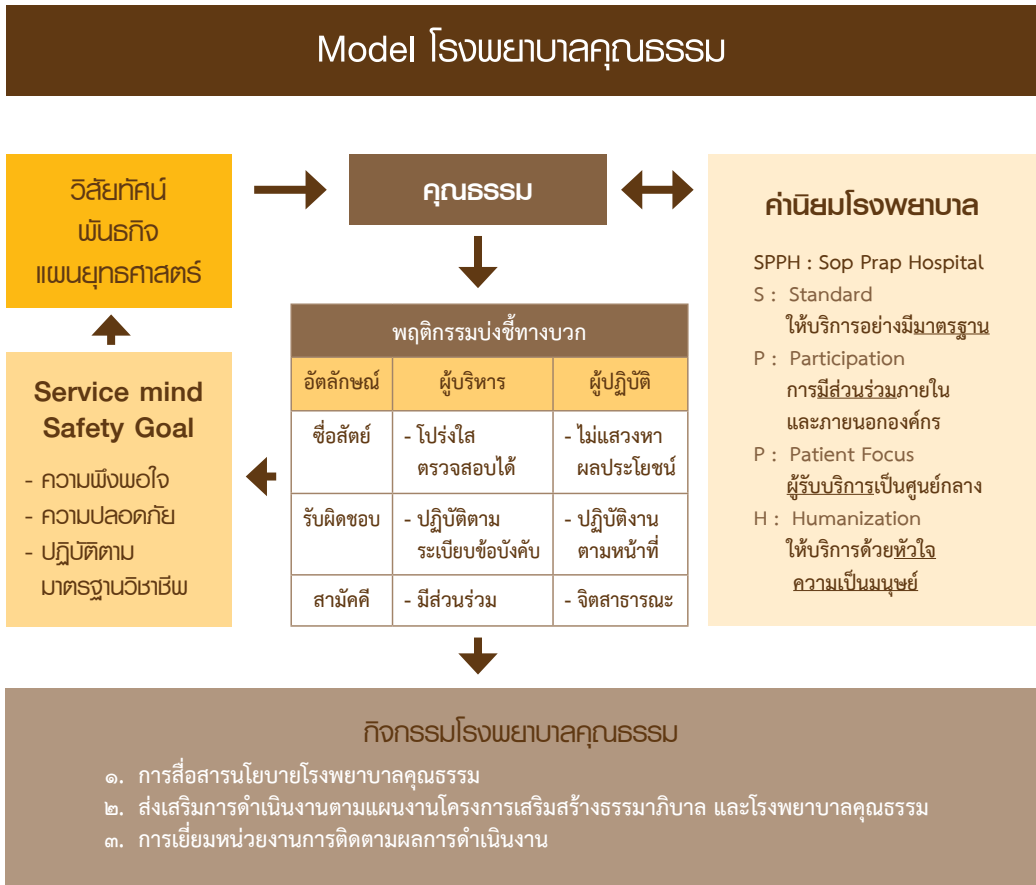 Model โรงพยาบาลคุณธรรม
วิสัยทัศน์
พันธกิจ
แผนยุทธศาสตร์
คุณธรรม
ค่านิยมโรงพยาบาล
SPPH : Sop Prap Hospital
S : Standard
ให้บริการอย่างมีมาตรฐาน
P : Participation
การมีส่วนร่วมภายใน
และภายนอกองค์กร
P : Patient Focus
ผู้รับบริการเป็นศูนย์กลาง
H : Humanization
ให้บริการด้วยหัวใจ
ความเป็นมนุษย์
พฤติกรรมบ่งชี้ทางบวก
อัตลักษณ์ ผู้บริหาร ผู้ปฏิบัติ
ซื่อสัตย์ - โปร่งใส - ไม่แสวงหา
ตรวจสอบได้ ผลประโยชน์
รับผิดชอบ - ปฏิบัติตาม - ปฏิบัติงาน
ระเบียบข้อบังคับ ตามหน้าที่
สามัคคี - มีส่วนร่วม - จิตสาธารณะ
Service mind
Safety Goal
- ความพึงพอใจ
- ความปลอดภัย
- ปฏิบัติตาม
มาตรฐานวิชาชีพ
กิจกรรมโรงพยาบาลคุณธรรม
๑. การสื่อสารนโยบายโรงพยาบาลคุณธรรม
๒. ส่งเสริมการดำเนินงานตามแผนงานโครงการเสริมสร้างธรรมาภิบาล และโรงพยาบาลคุณธรรม
๓. การเยี่ยมหน่วยงานการติดตามผลการดำเนินงาน